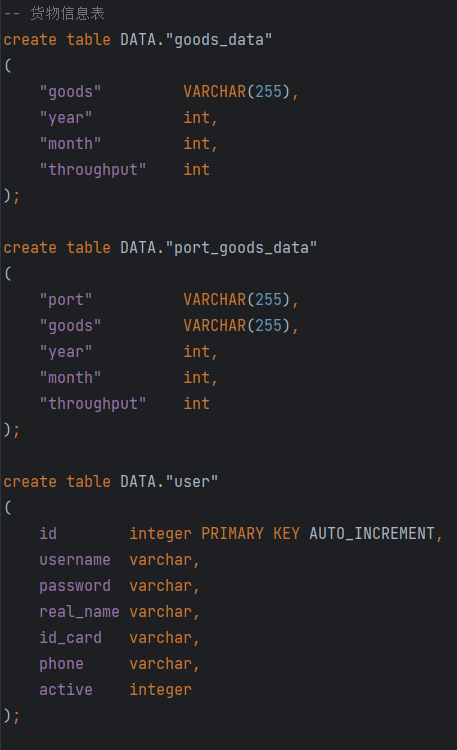 -- 货物信息表
create table DATA."goods_data"
(
    "goods"         VARCHAR(255),
    "year"          int,
    "month"         int,
    "throughput"    int
);

create table DATA."port_goods_data"
(
    "port"          VARCHAR(255),
    "goods"         VARCHAR(255),
    "year"          int,
    "month"         int,
    "throughput"    int
);

create table DATA."user"
(
    id        integer PRIMARY KEY AUTO_INCREMENT,
    username  varchar,
    password  varchar,
    real_name varchar,
    id_card   varchar,
    phone     varchar,
    active    integer
);